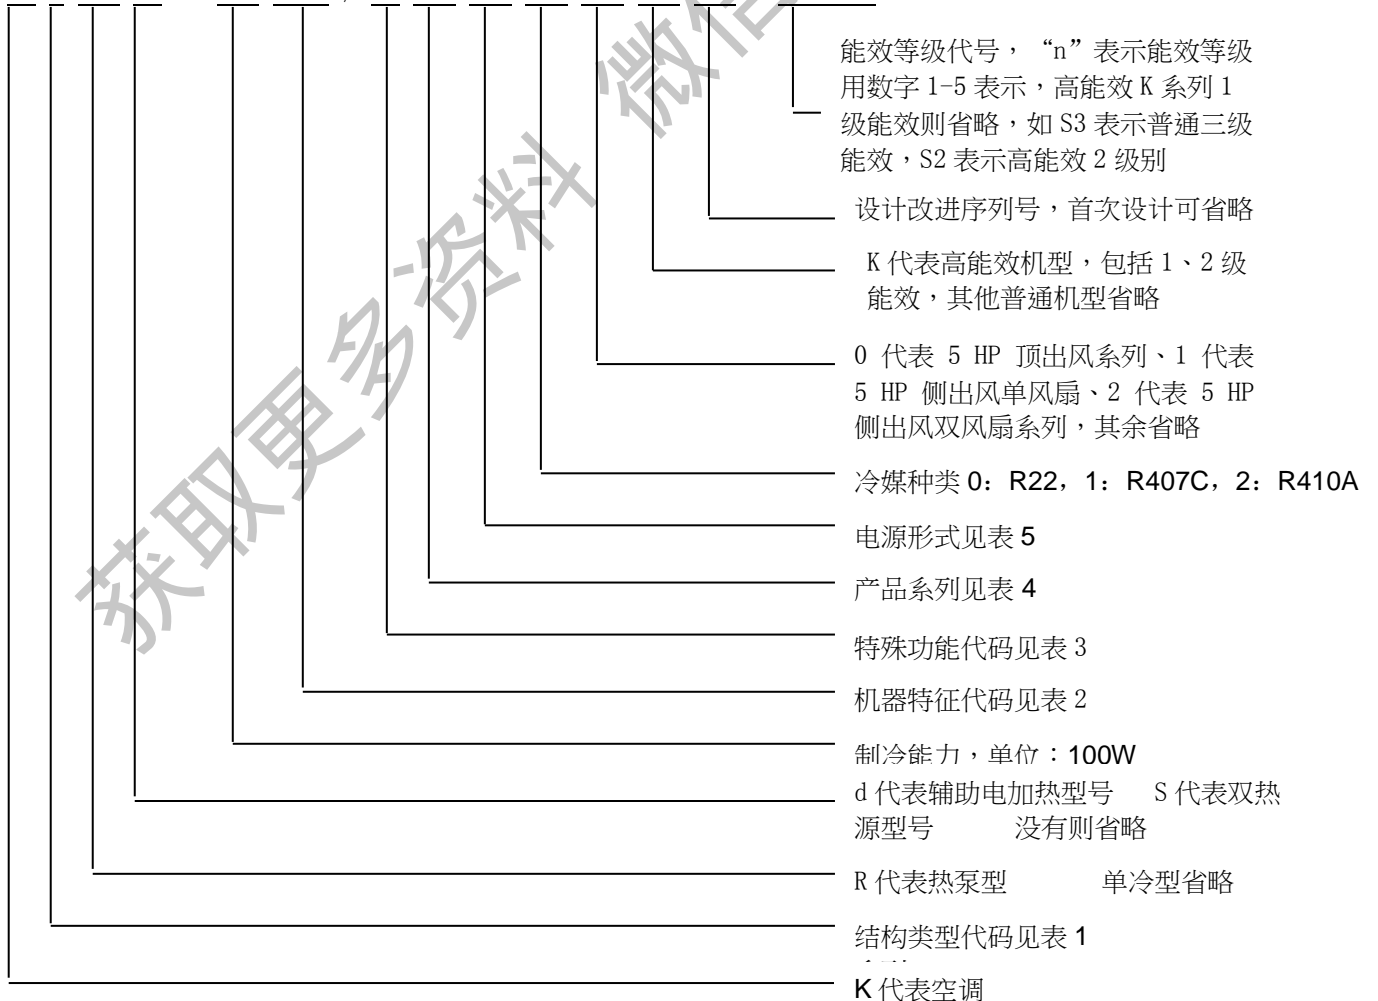 能效等级代号，“n”表示能效等级
用数字 1-5 表示，高能效 K 系列 1
级能效则省略，如 S3 表示普通三级
能效，S2 表示高能效 2 级别
设计改进序列号，首次设计可省略
K 代表高能效机型，包括 1、2 级
能效，其他普通机型省略
0 代表 5 HP 顶出风系列、1 代表
5 HP 侧出风单风扇、2 代表 5 HP
侧出风双风扇系列，其余省略
冷媒种类 0：R22，1：R407C，2：R410A
电源形式见表 5
产品系列见表 4
特殊功能代码见表 3
机器特征代码见表 2
制冷能力，单位：100W
d 代表辅助电加热型号 S 代表双热
源型号 没有则省略
R 代表热泵型 单冷型省略
结构类型代码见表 1
K 代表空调
获取更多资料 微信